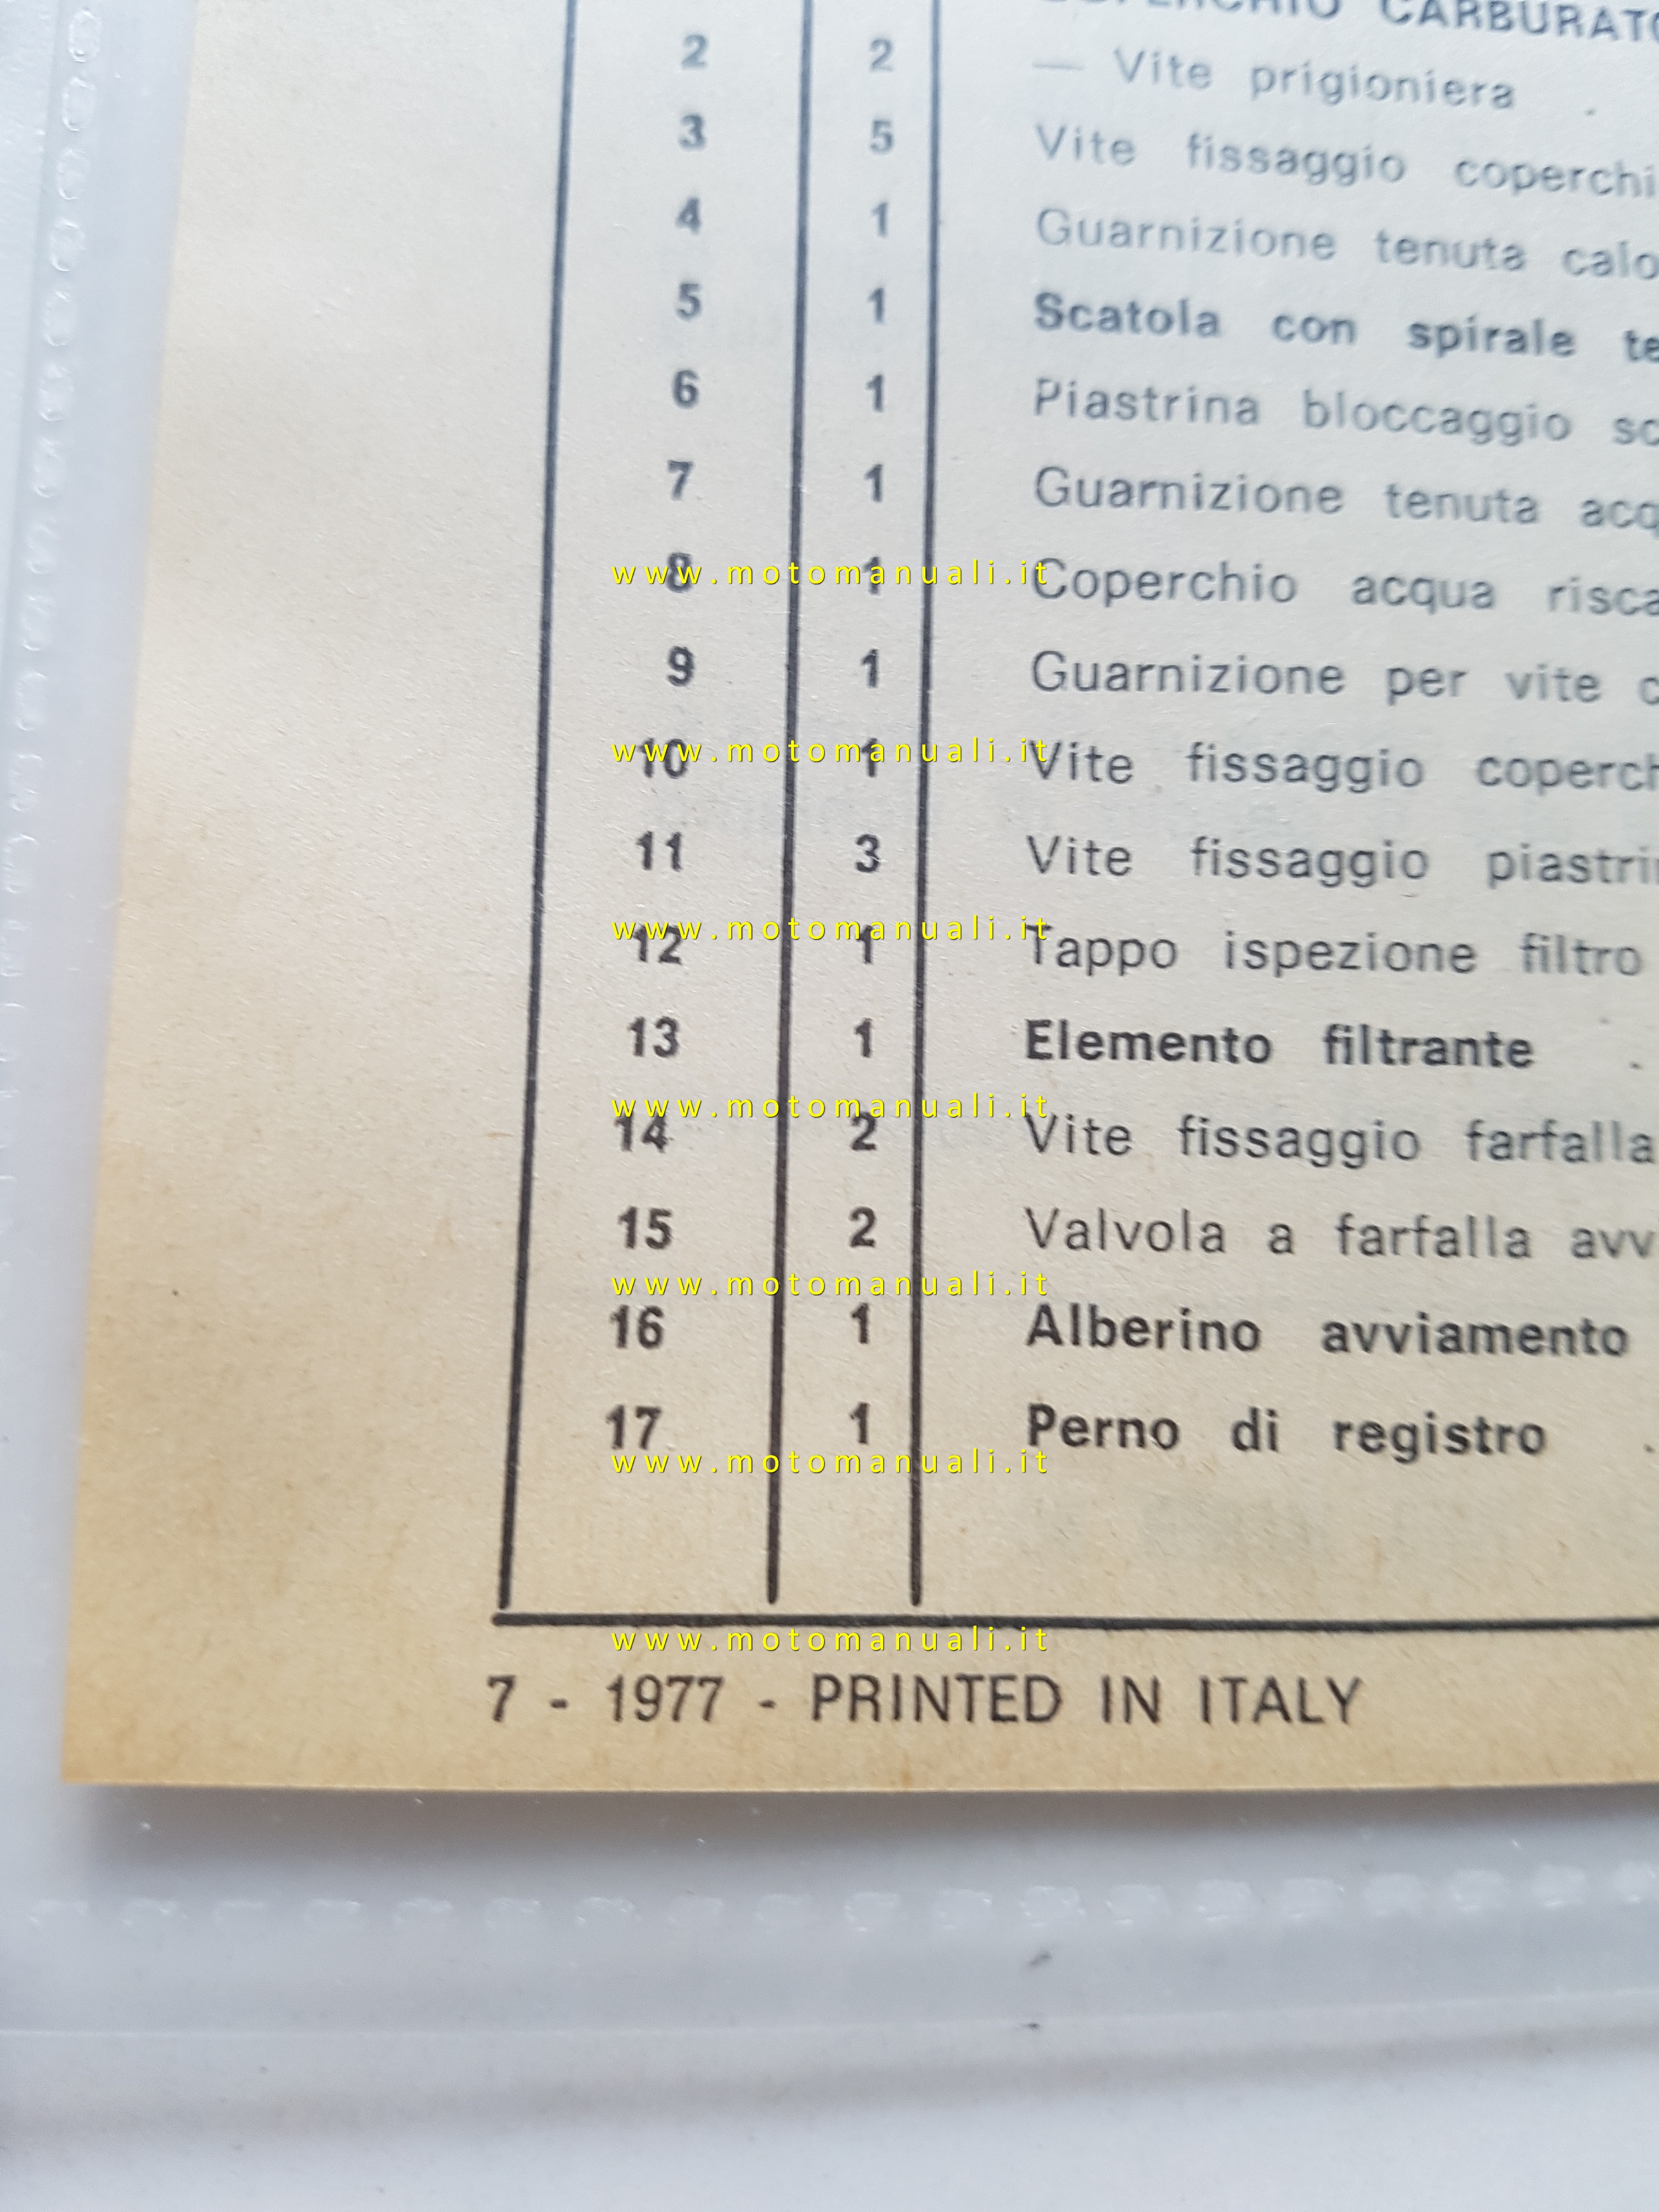 2 2 — Vite prigioniera .
3 5 Vite fissaggio
4 1 Guarnizione tenuta
5 1 Scatola con spirale
6 1 Piastrina bloccaggio
7 1 Guarnizione tenuta
8 1 Coperchio acqua
www.motomanuali.it
9 1 Guarnizione per vite
10 1 Vite fissaggio
www.motomanuali.it
11 3 Vite fissaggio
12 1 Tappo ispezione filtro
www.motomanuali.it
13 1 Elemento filtrante .
14 2 Vite fissaggio farfalla
www.motomanuali.it
15 2 Valvola a farfalla
www.motomanuali.it
16 1 Alberino avviamento
17 1 Perno di registro .
www.motomanuali.it
www.motomanuali.it
7 - 1977 - PRINTED IN ITALY